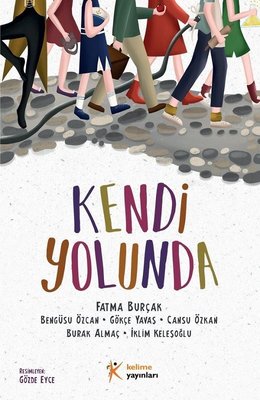 KENDİ
YOLUNDA
FATMA BURÇAK
BENGÜSU ÖZCAN • GÖKÇE YAVAŞ • CANSU ÖZKAN
BURAK ALMAÇ • İKLİM KELEŞOĞLU
RESİMLEYEN:
GÖZDE EYCE
kelime
yayınları